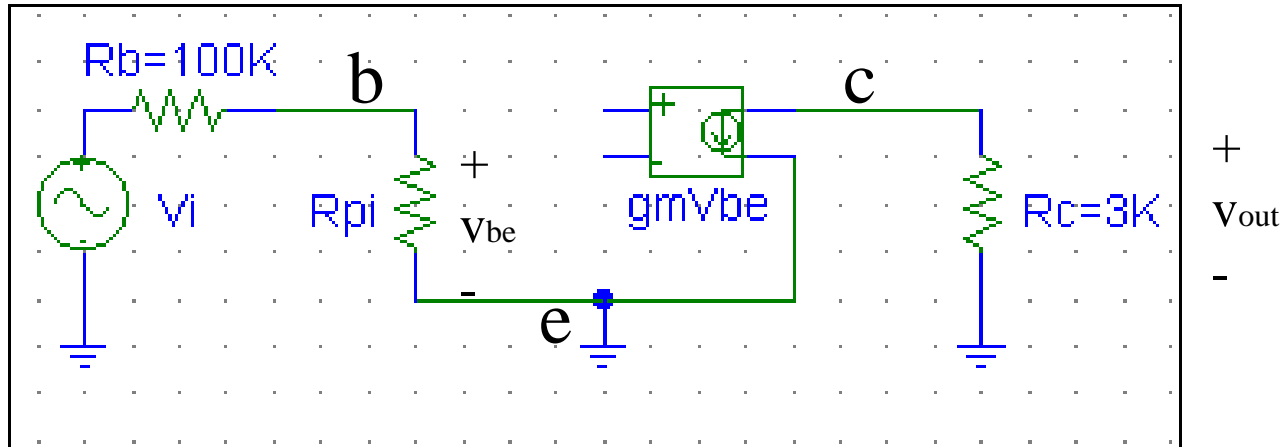 Rb=100K
b
c
+
-
+
-
Vi
Rpi
+
Vbe
-
gmVbe
Rc=3K
+
Vout
-
e